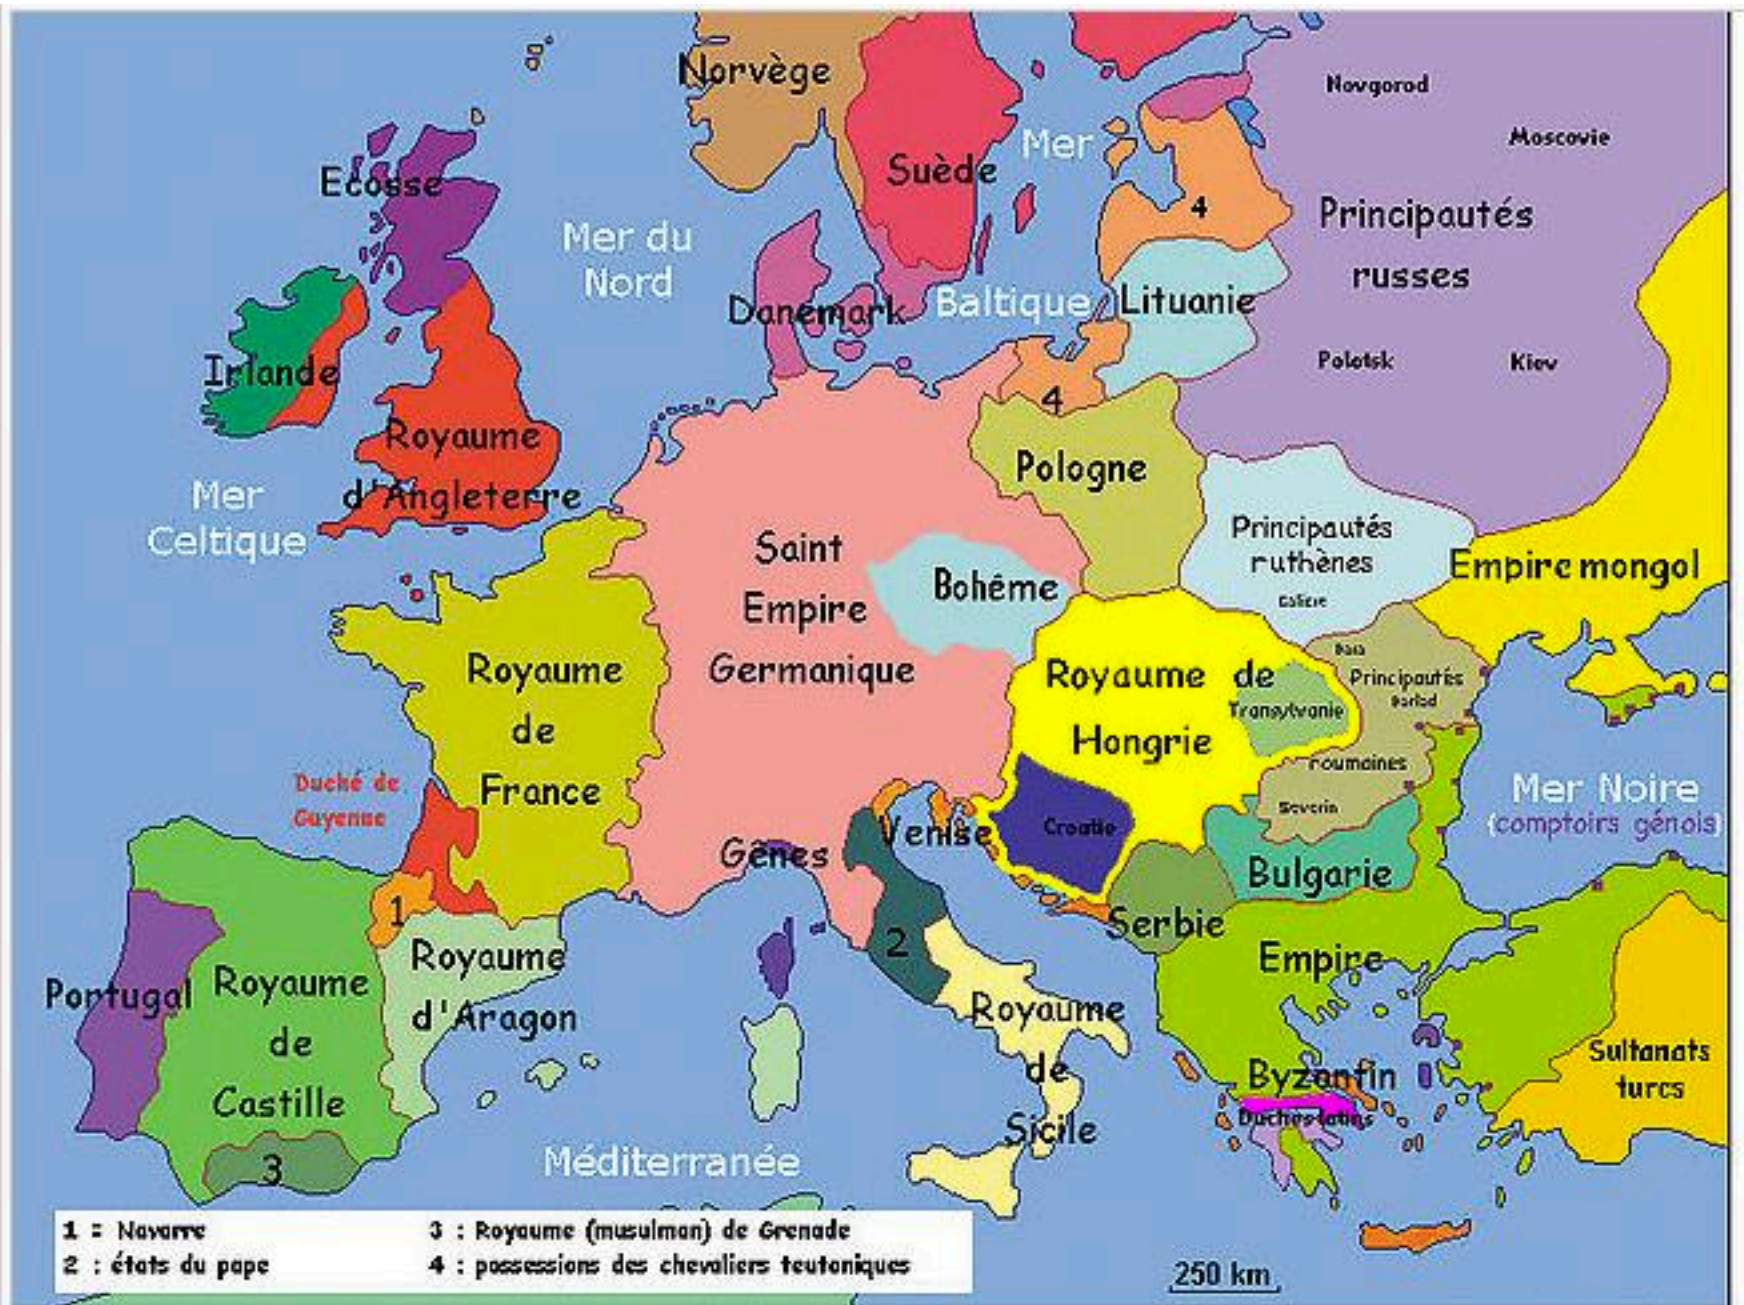 Norvège
Novgorod
Moscovie
Mer
Suède
Ecosse
4
Principautés
russes
Mer du
Nord
Danemark
Baltique
Lituanie
Irlande
Polotsk
Kiev
4
Royaume
d'Angleterre
Pologne
Mer
Celtique
Principautés
ruthènes
Galicie
Saint
Empire
Germanique
Bohême
Empire mongol
Royaume
de
France
Royaume de
Hongrie
Transylvanie
Principautés
Barlad
roumaines
Severin
Duché de
Guyenne
Mer Noire
(comptoirs génois)
Gênes
Venise
Croatie
Bulgarie
Serbie
1
Royaume
d'Aragon
2
Portugal
Royaume
de
Castille
3
Royaume
de
Sicile
Empire
Byzantin
Duchés latins
Sultanats
turcs
Méditerranée
1 : Navarre
2 : états du pape
3 : Royaume (musulman) de Grenade
4 : possessions des chevaliers teutoniques
250 km